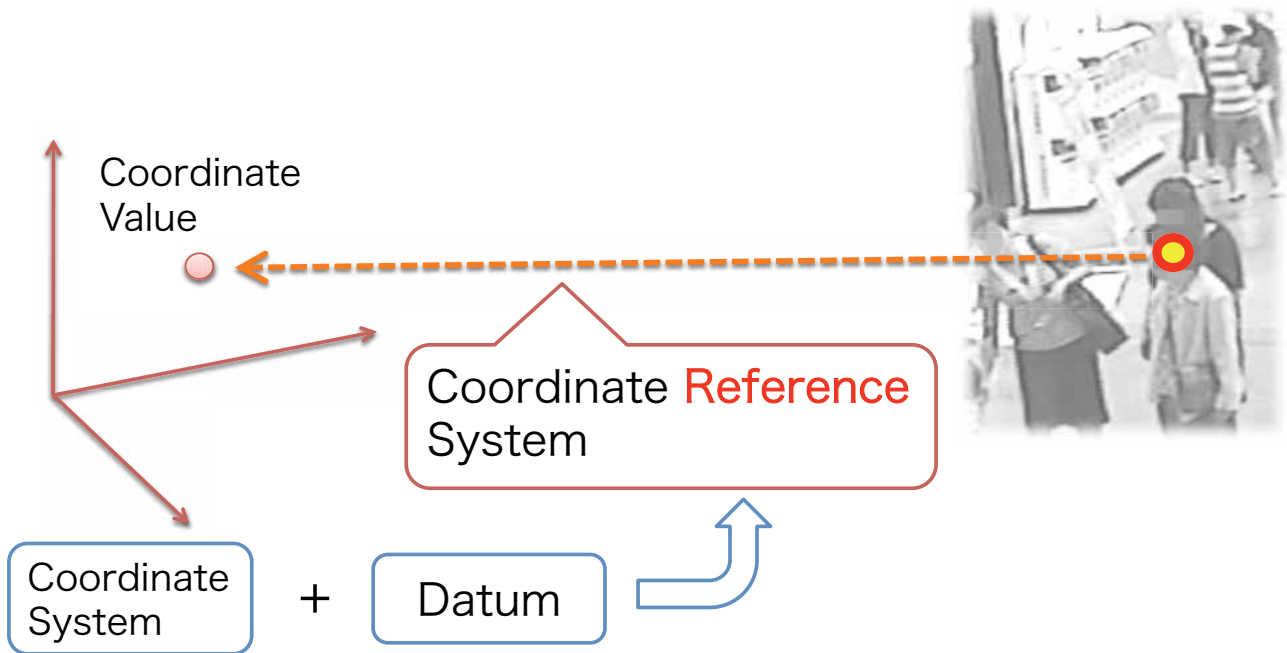 Coordinate
Value
Coordinate Reference
System
Coordinate
System
+
Datum